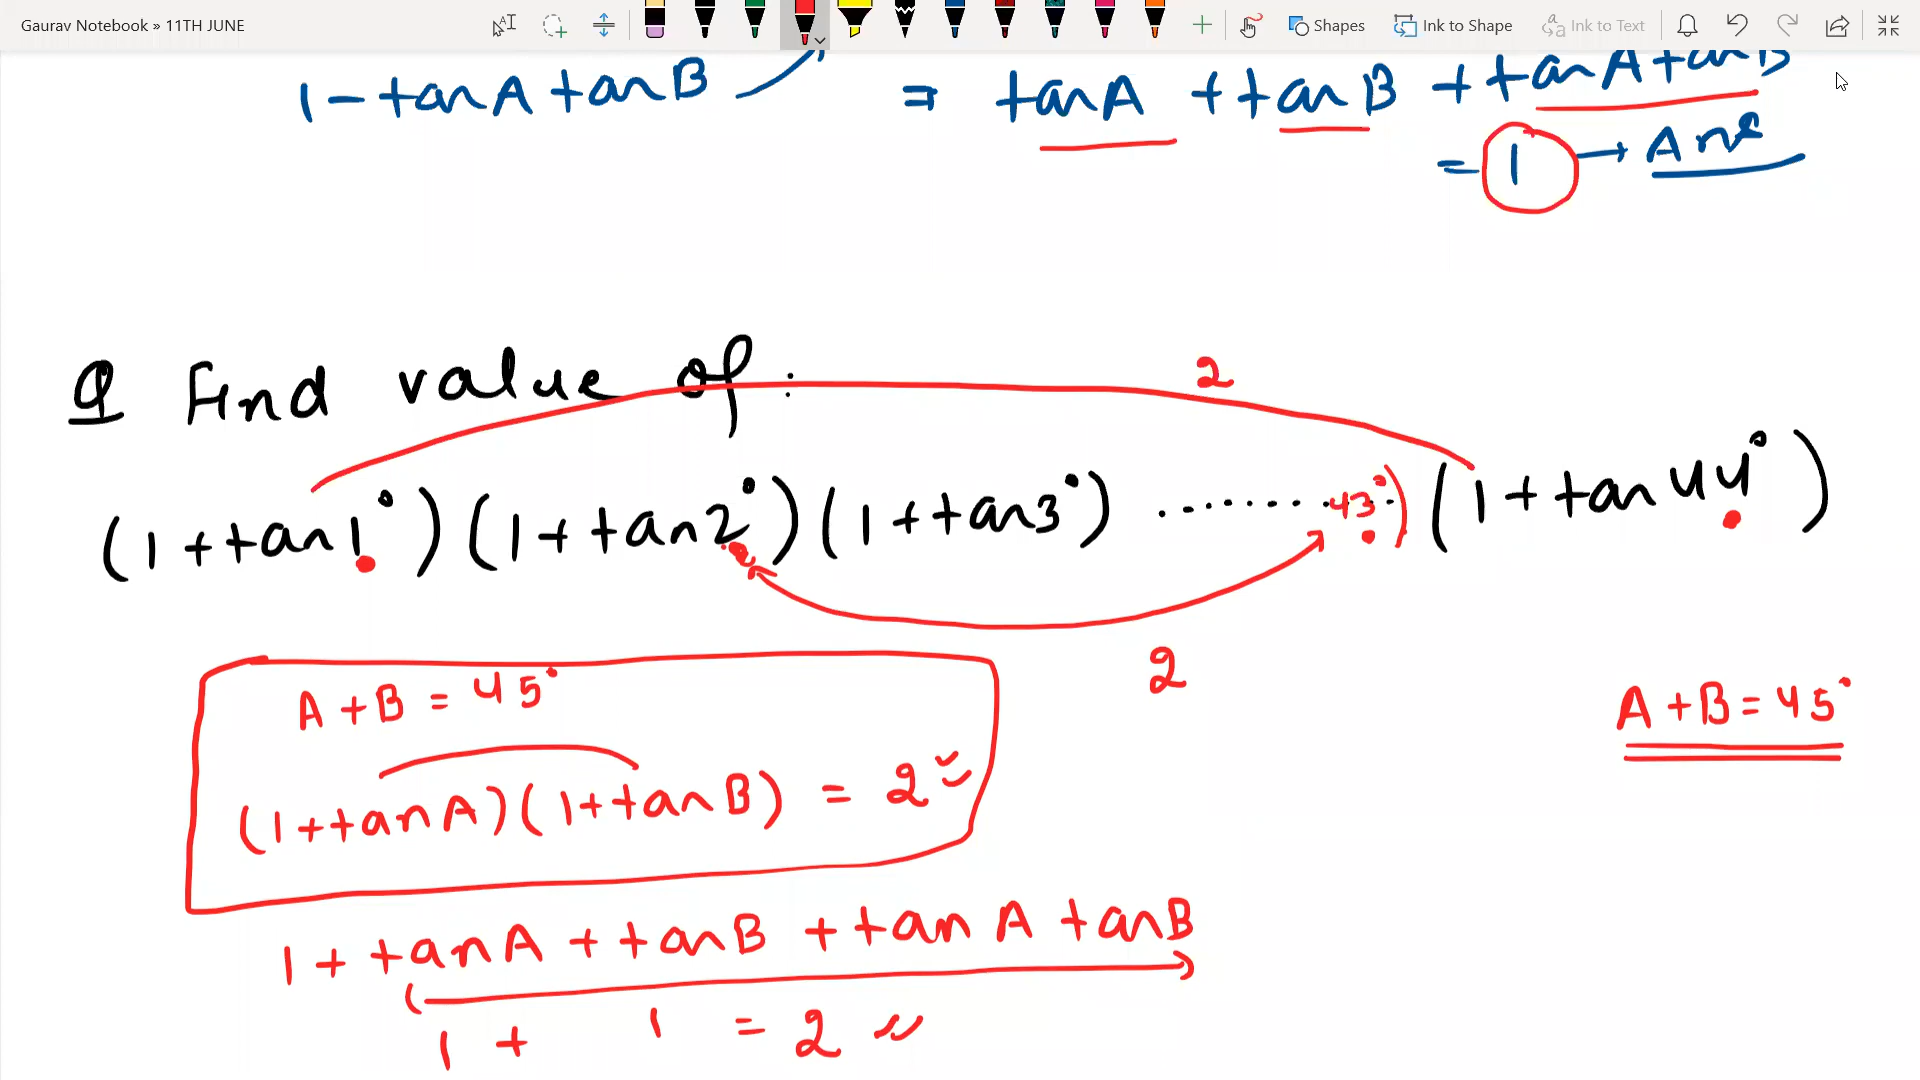 Gaurav Notebook » 11TH JUNE
Shapes
Ink to Shape
Ink to Text
1 - tanA tanB
⇒ tanA + tanB + tanA tanB
= 1 → Ans
Q Find value of :
2
(1 + tan1°)(1 + tan2°)(1 + tan3°) ............ 43°) (1 + tan44°)
2
A + B = 45°
A + B = 45°
(1 + tanA)(1 + tanB) = 2
1 + tanA + tanB + tanA tanB
1 + 1 = 2